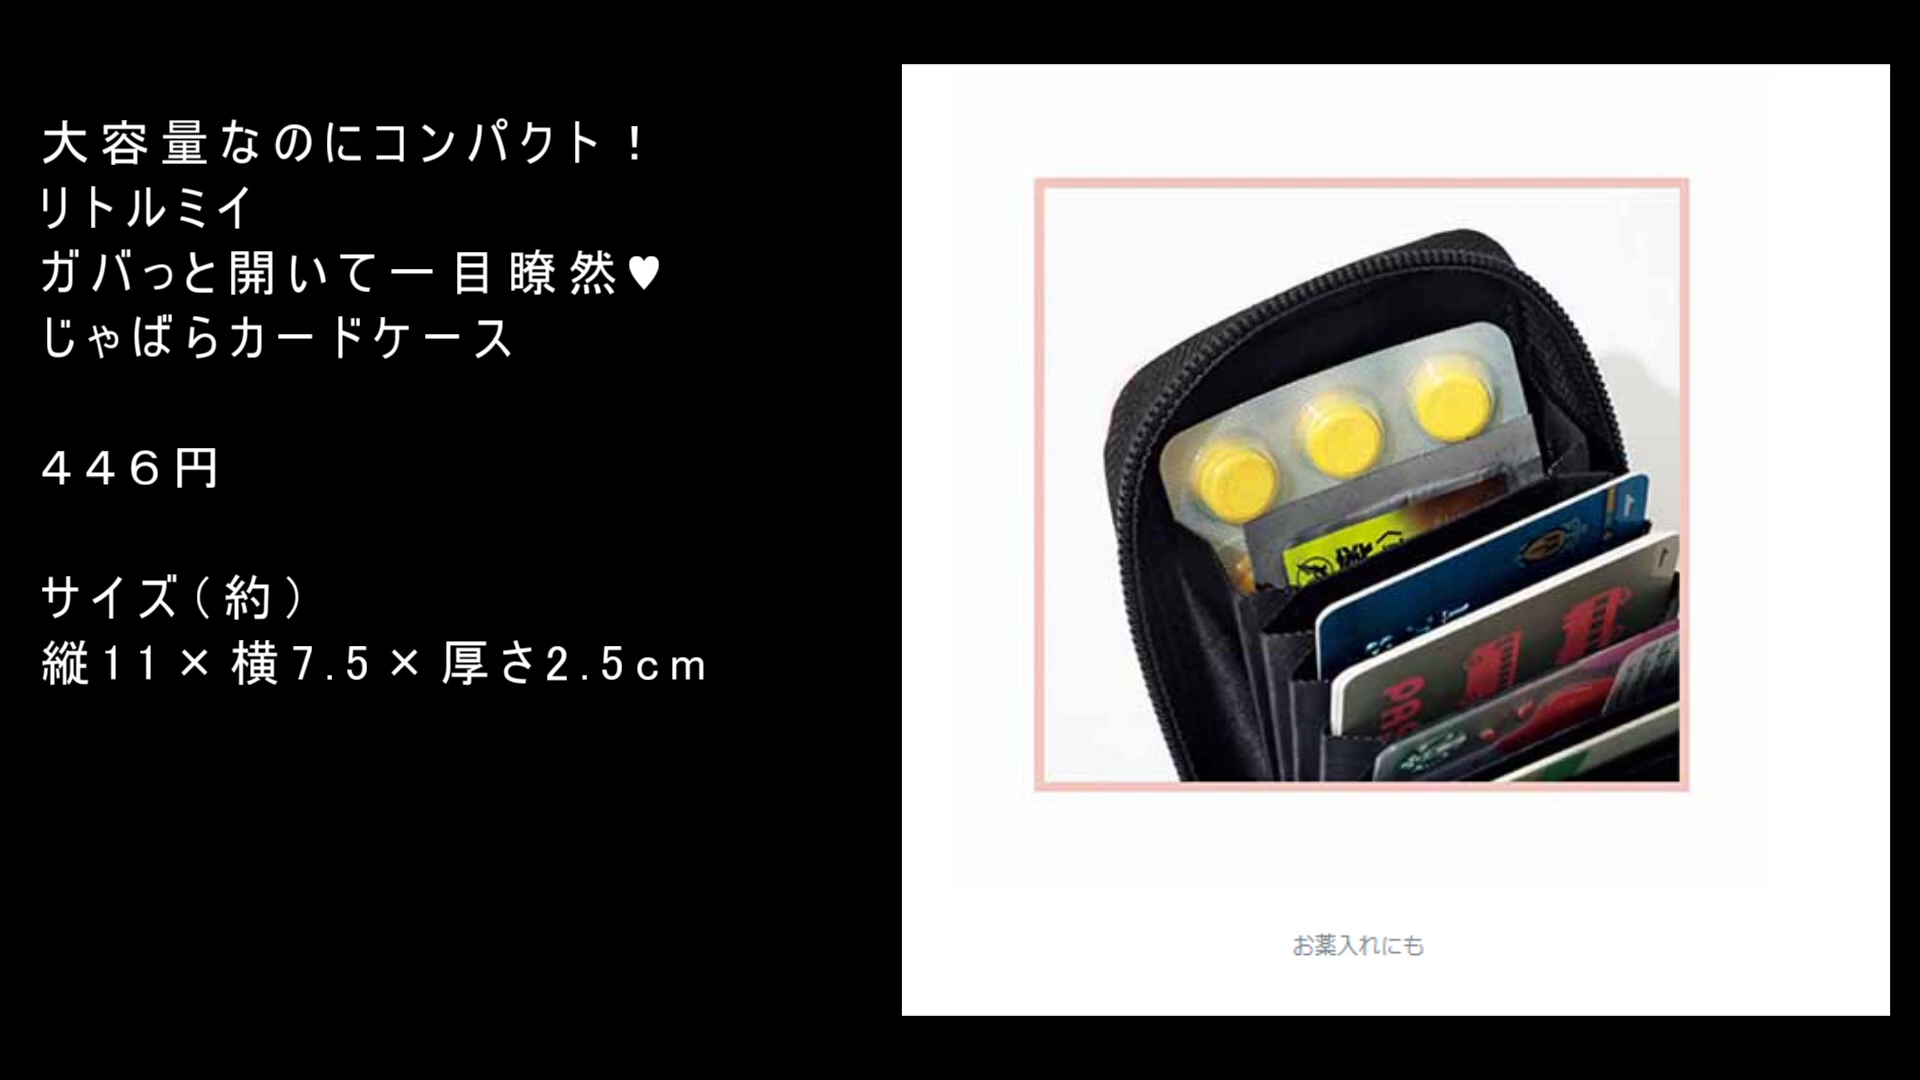 大容量なのにコンパクト！
リトルミイ
ガバっと開いて一目瞭然♥
じゃばらカードケース
４４６円
サイズ(約)
縦11×横7.5×厚さ2.5cm
お薬入れにも